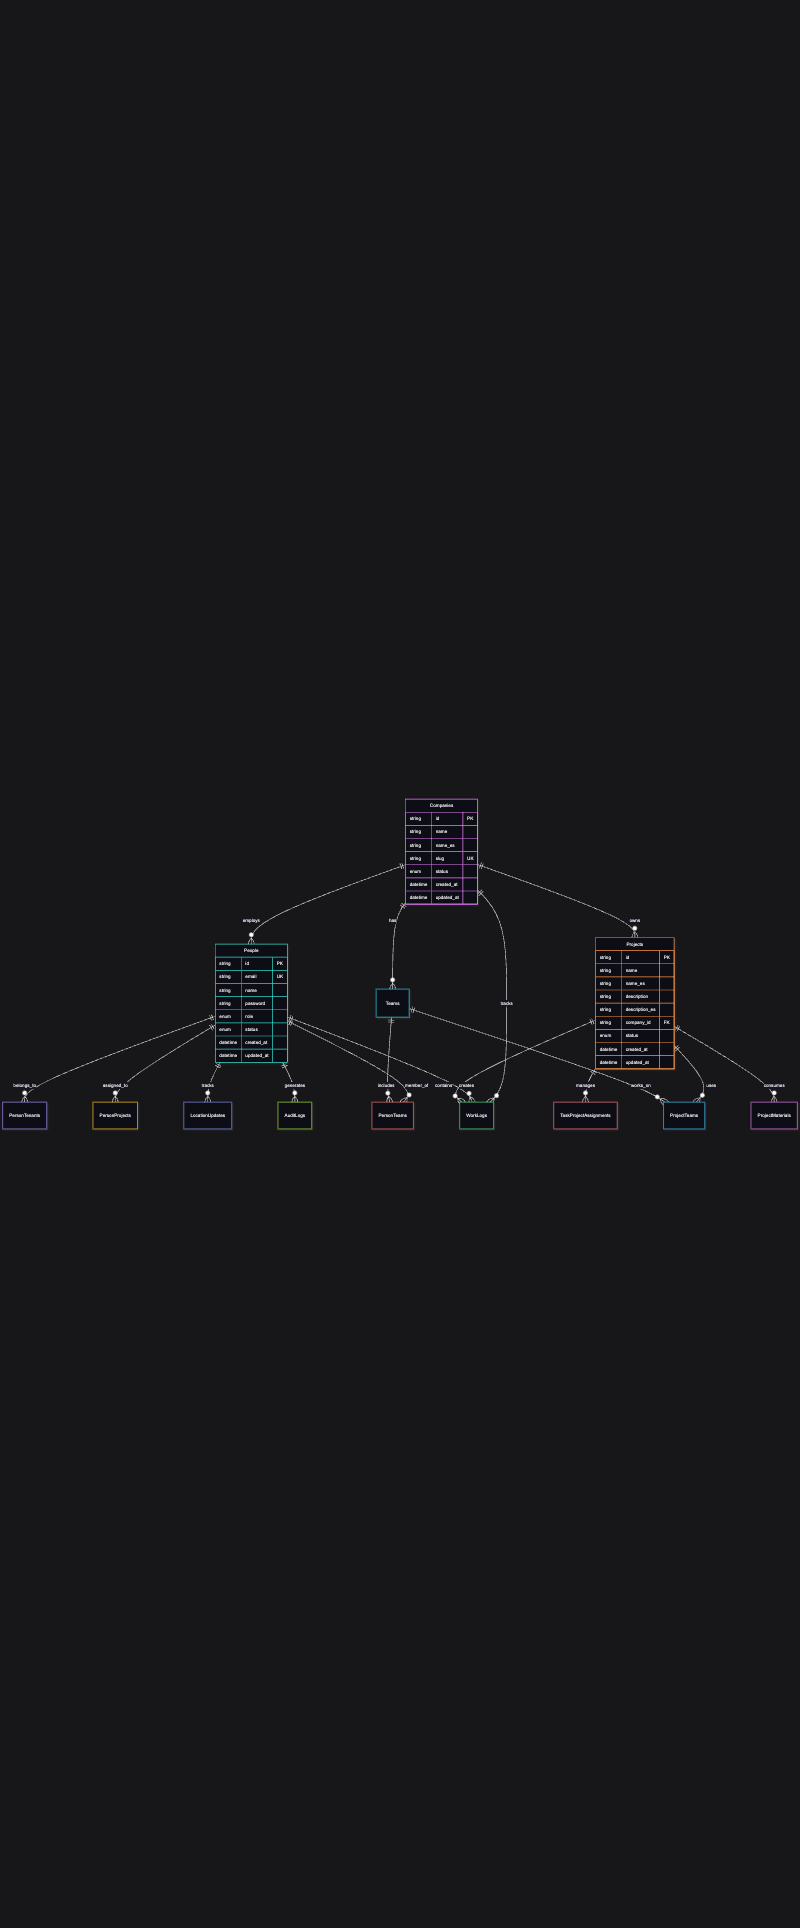 Companies
string id PK
string name
string name_es
string slug UK
enum status
datetime created_at
datetime updated_at
employs
has
owns
People
string id PK
string email UK
string name
string password
enum role
enum status
datetime created_at
datetime updated_at
Teams
tracks
Projects
string id PK
string name
string name_es
string description
string description_es
string company_id FK
enum status
datetime created_at
datetime updated_at
belongs_to
assigned_to
tracks
generates
includes
member_of
contains
creates
manages
works_on
uses
consumes
PersonTenants
PersonProjects
LocationUpdates
AuditLogs
PersonTeams
WorkLogs
TaskProjectAssignments
ProjectTeams
ProjectMaterials